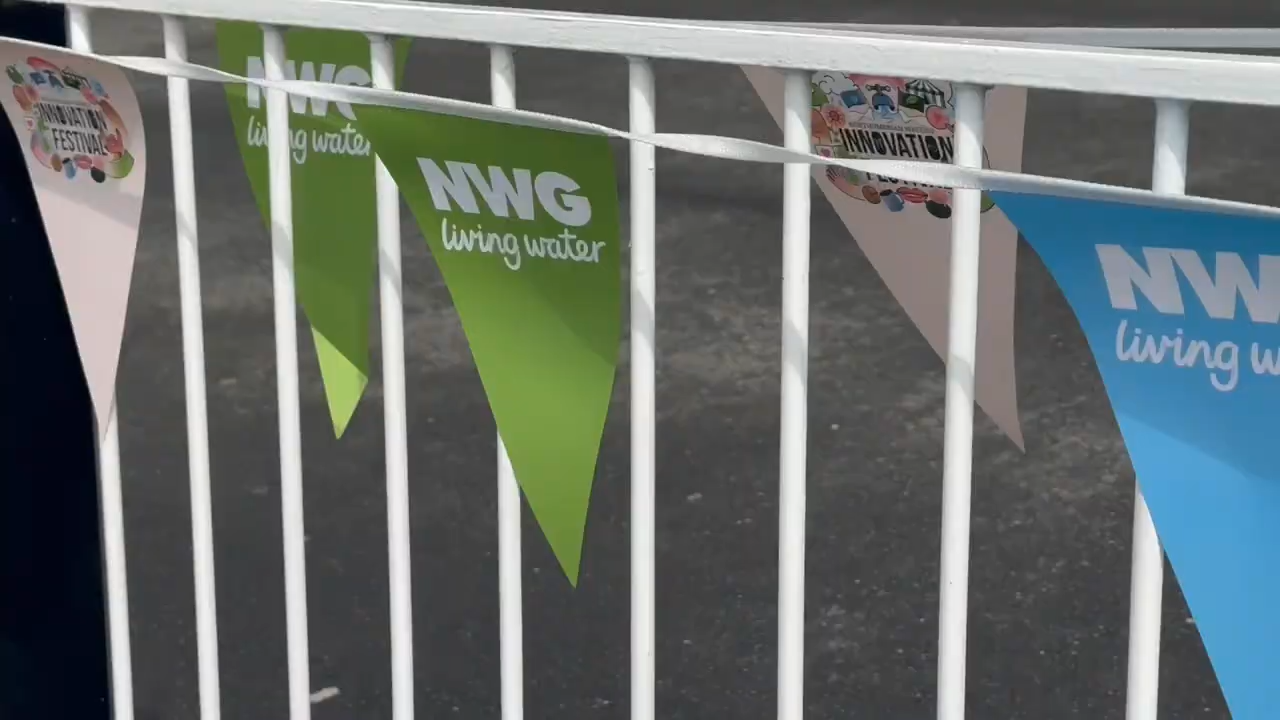 INNOVATION
FESTIVAL
NWG
living water
NWG
living water
INNOVATION
NW
living w